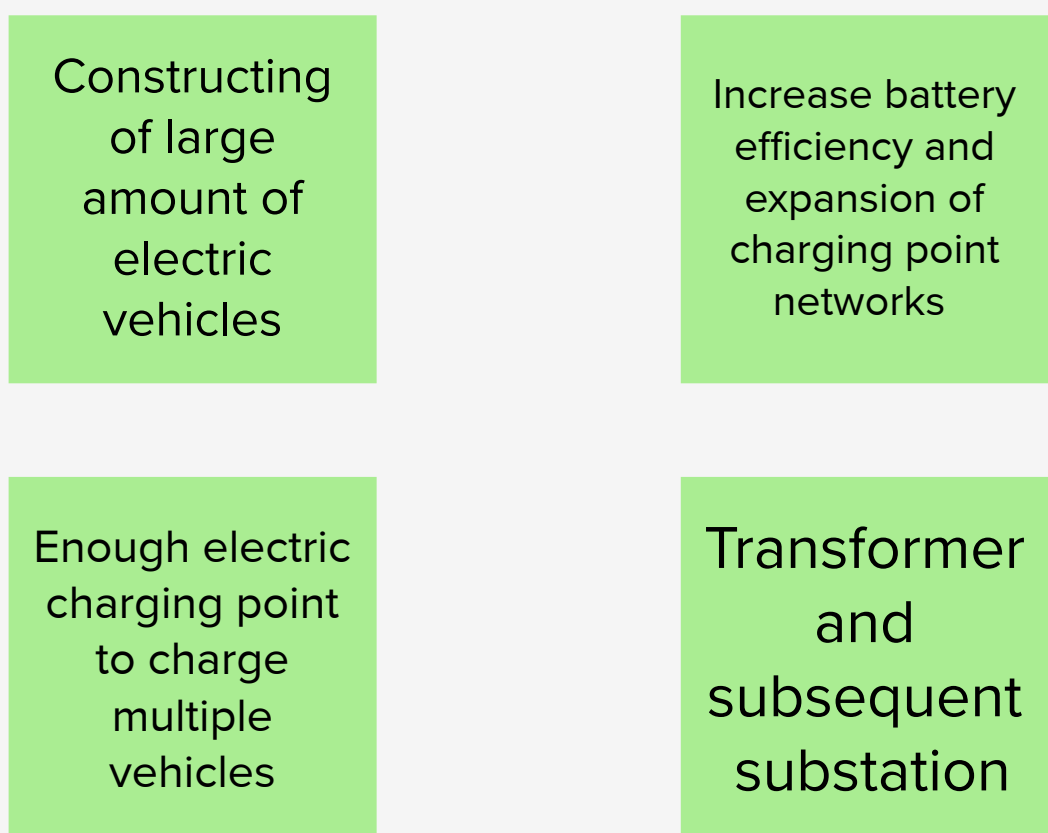 Constructing
of large
amount of
electric
vehicles
Increase battery
efficiency and
expansion of
charging point
networks
Enough electric
charging point
to charge
multiple
vehicles
Transformer
and
subsequent
substation